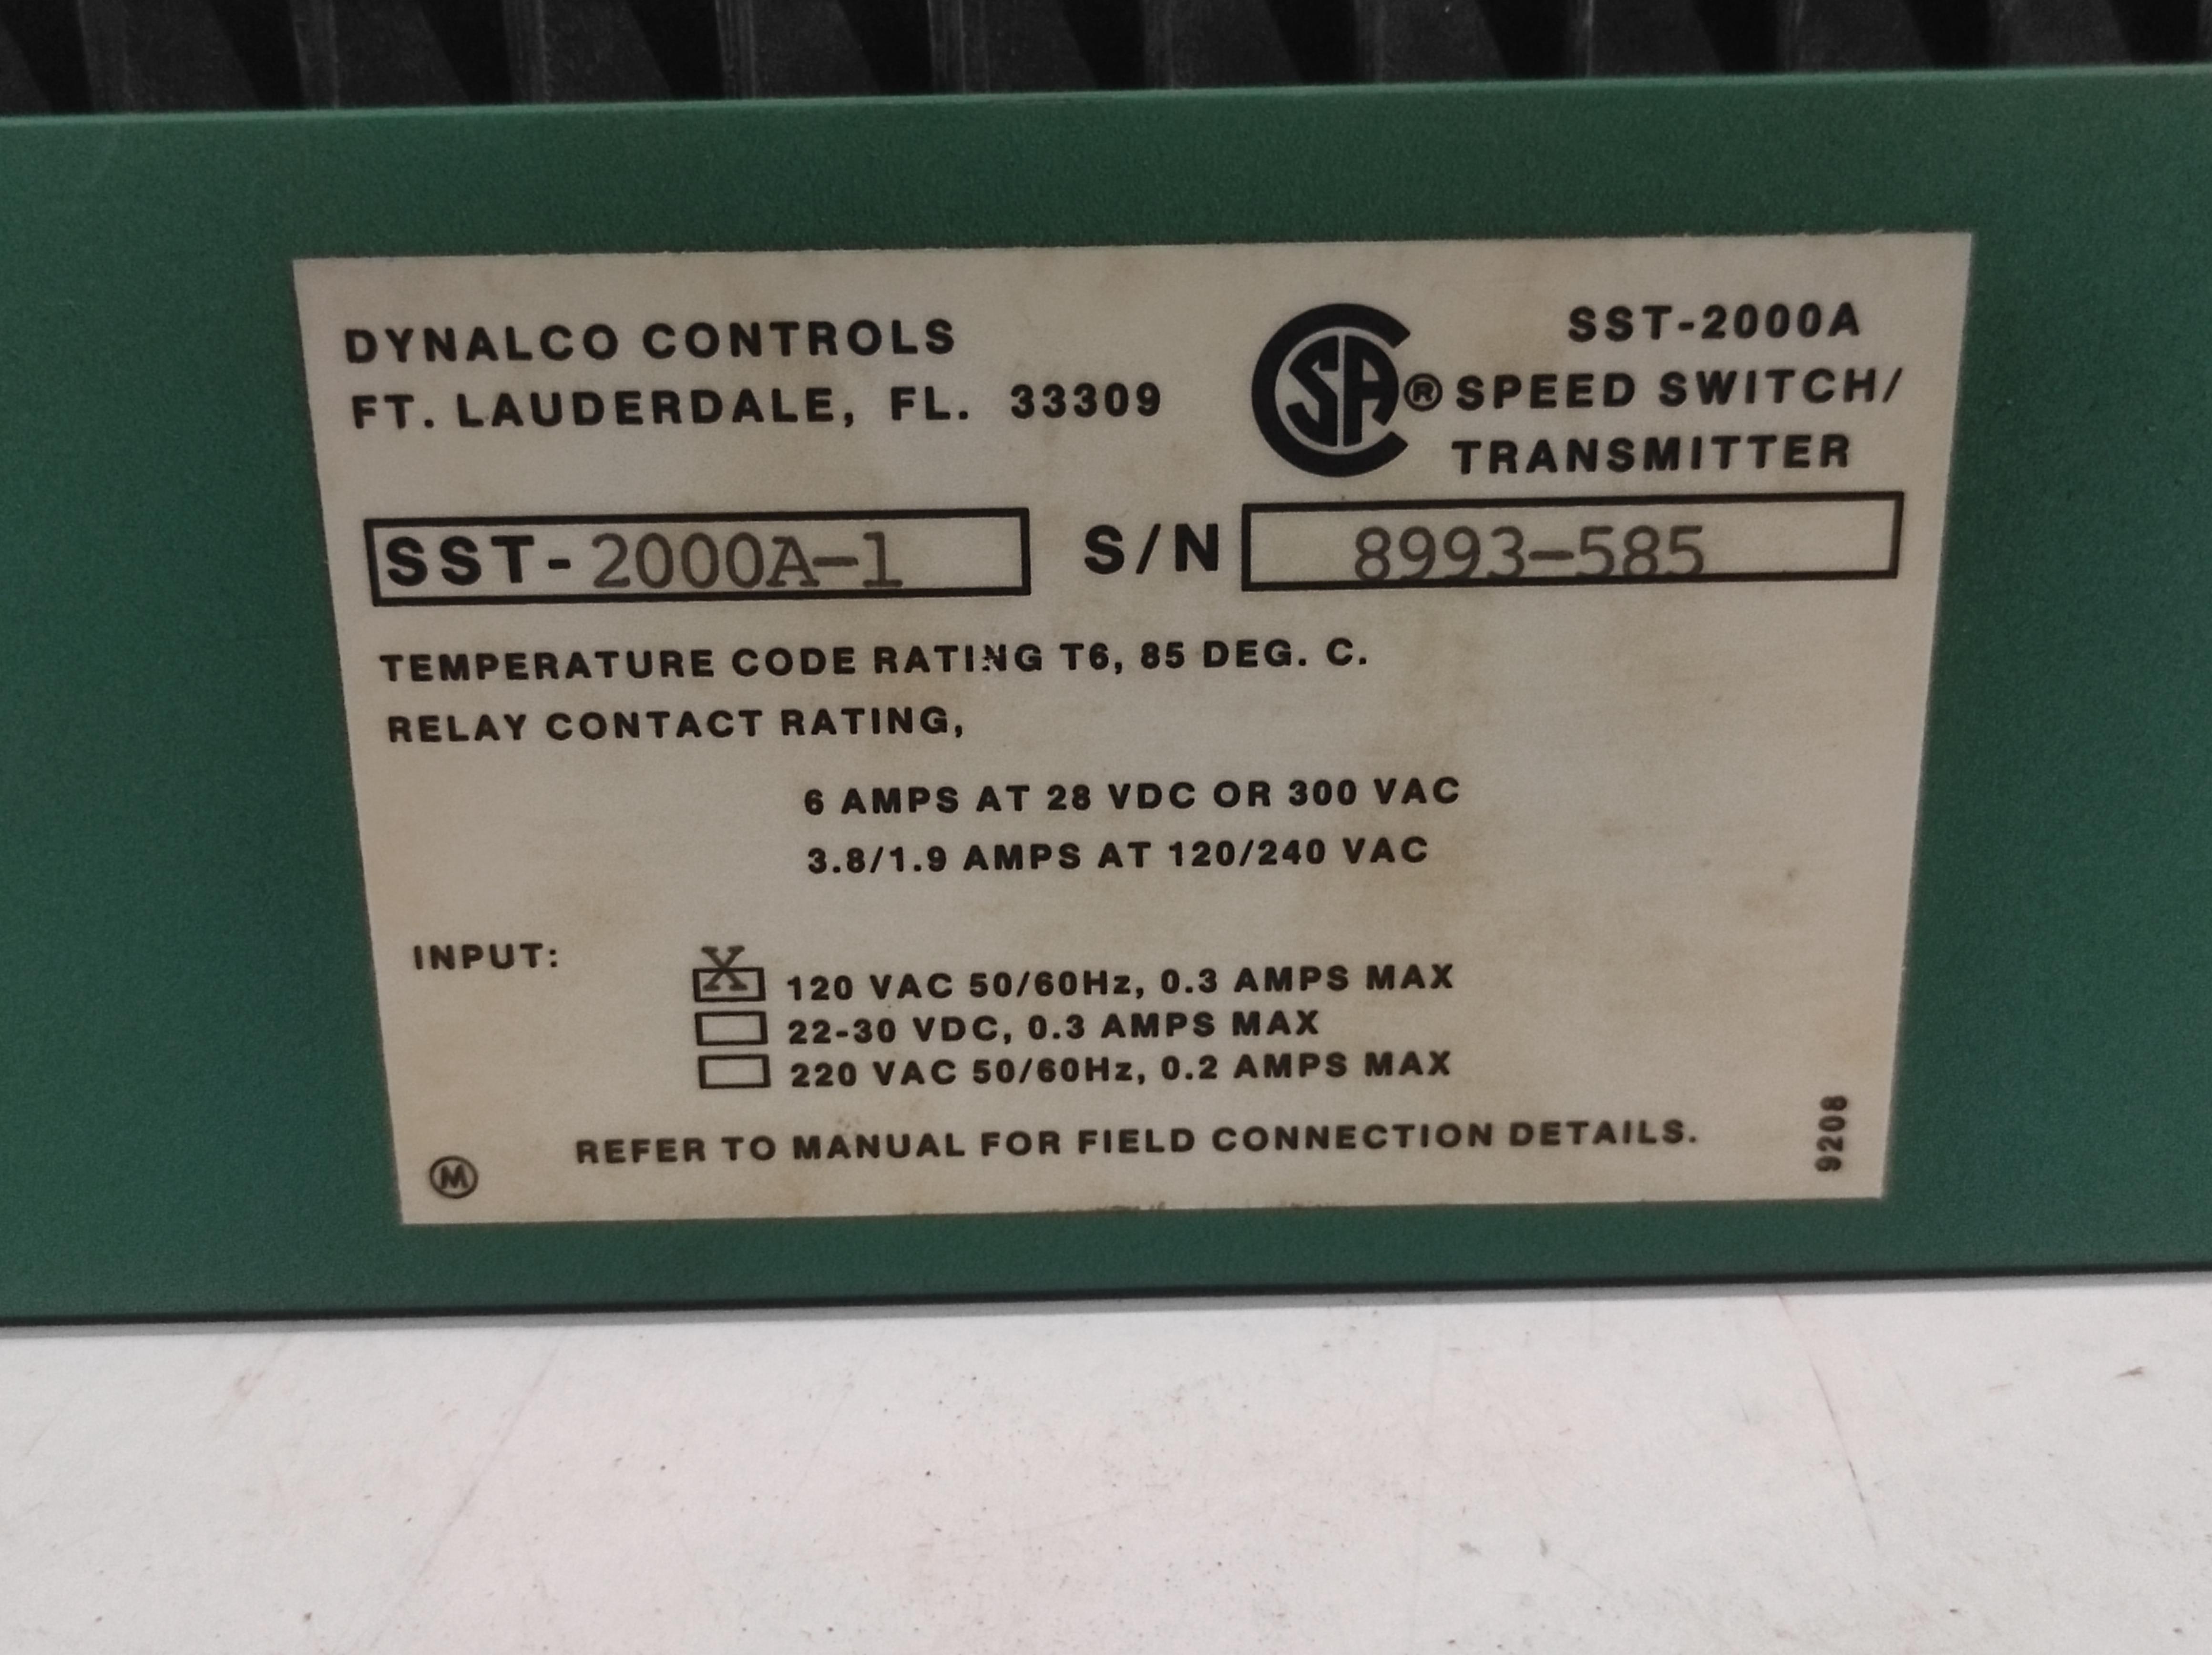 DYNALCO CONTROLS
FT. LAUDERDALE, FL. 33309
CSA®
SST-2000A
SPEED SWITCH/
TRANSMITTER
SST-2000A-1
S/N 8993-585
TEMPERATURE CODE RATING T6, 85 DEG. C.
RELAY CONTACT RATING,
6 AMPS AT 28 VDC OR 300 VAC
3.8/1.9 AMPS AT 120/240 VAC
INPUT:
X 120 VAC 50/60Hz, 0.3 AMPS MAX
22-30 VDC, 0.3 AMPS MAX
220 VAC 50/60Hz, 0.2 AMPS MAX
REFER TO MANUAL FOR FIELD CONNECTION DETAILS.
M
9208